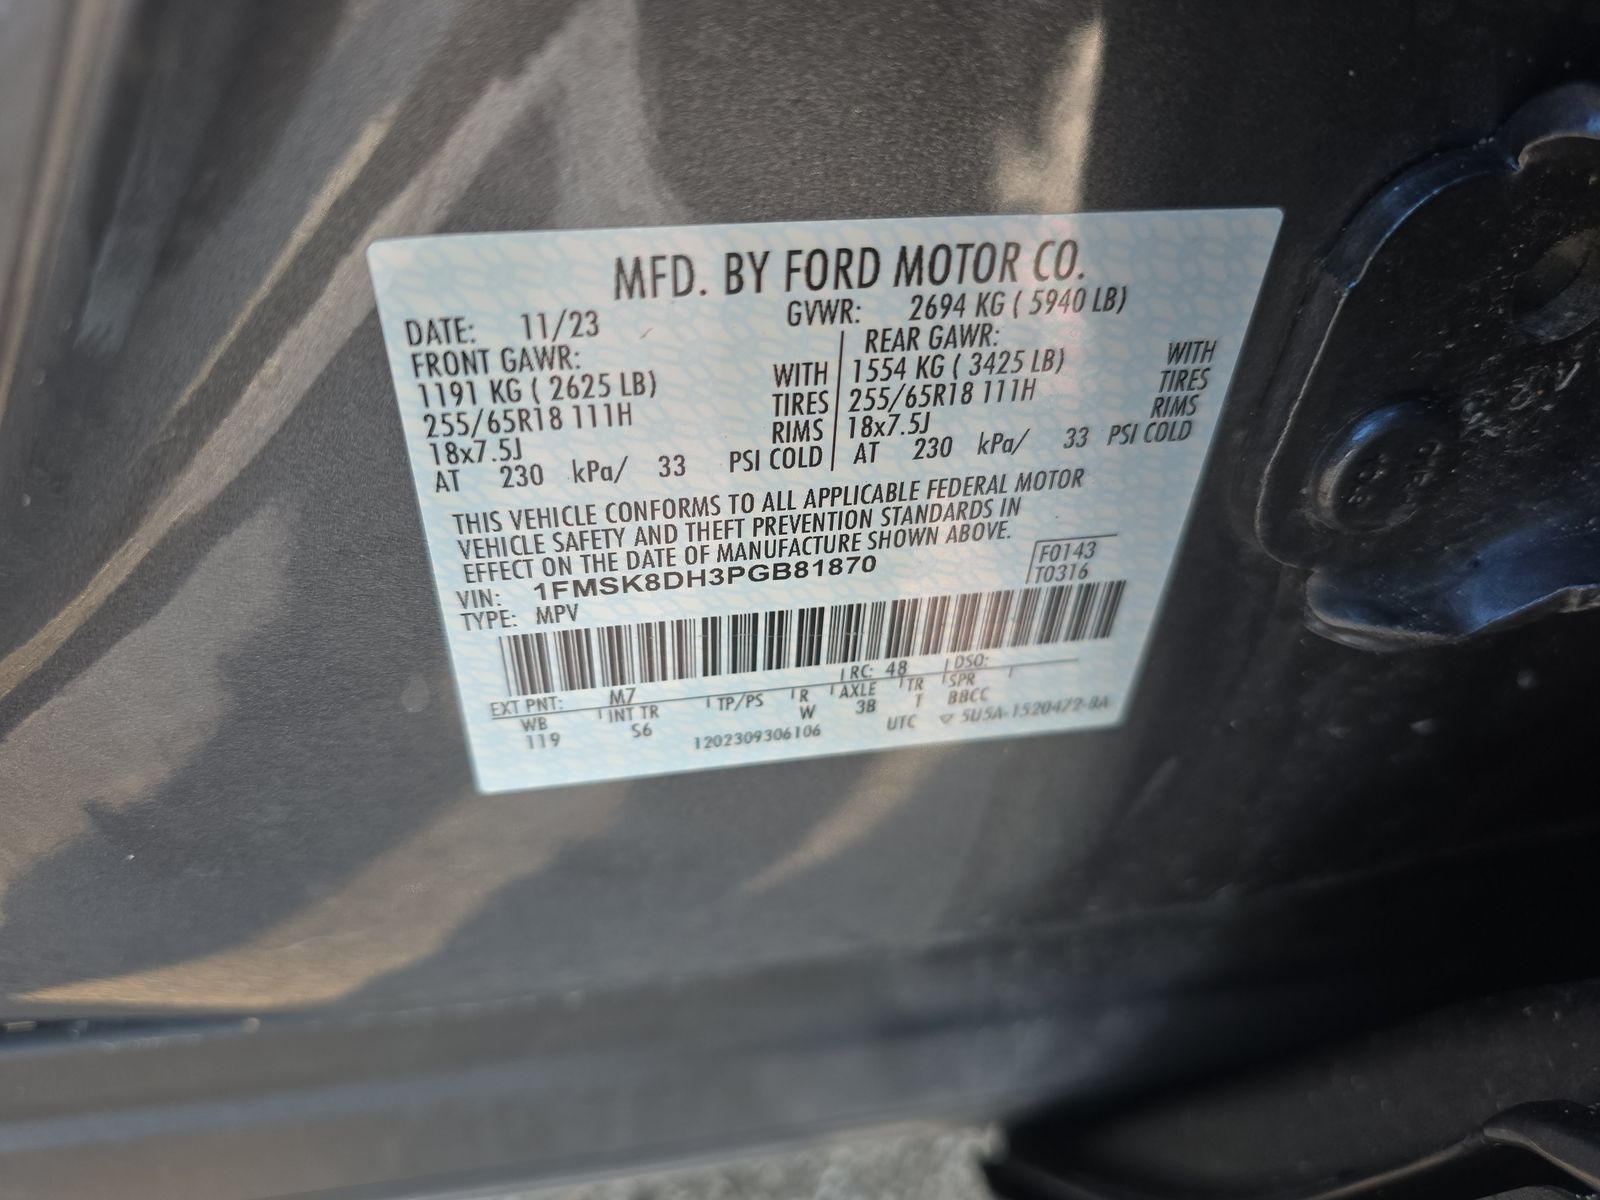 MFD. BY FORD MOTOR CO.
DATE: 11/23 GVWR: 2694 KG ( 5940 LB)
FRONT GAWR: REAR GAWR:
1191 KG ( 2625 LB) WITH 1554 KG ( 3425 LB) WITH
255/65R18 111H TIRES 255/65R18 111H TIRES
18x7.5J RIMS 18x7.5J RIMS
AT 230 kPa/ 33 PSI COLD AT 230 kPa/ 33 PSI COLD
THIS VEHICLE CONFORMS TO ALL APPLICABLE FEDERAL MOTOR
VEHICLE SAFETY AND THEFT PREVENTION STANDARDS IN
EFFECT ON THE DATE OF MANUFACTURE SHOWN ABOVE.
VIN: 1FMSK8DH3PGB81870 F0143
TYPE: MPV T0316
EXT PNT: M7 RC: 48 DSO:
WB INT TR TP/PS R AXLE TR SPR
119 S6 W 3B T BBCC
1202309306106 UTC 5U5A-1520472-BA